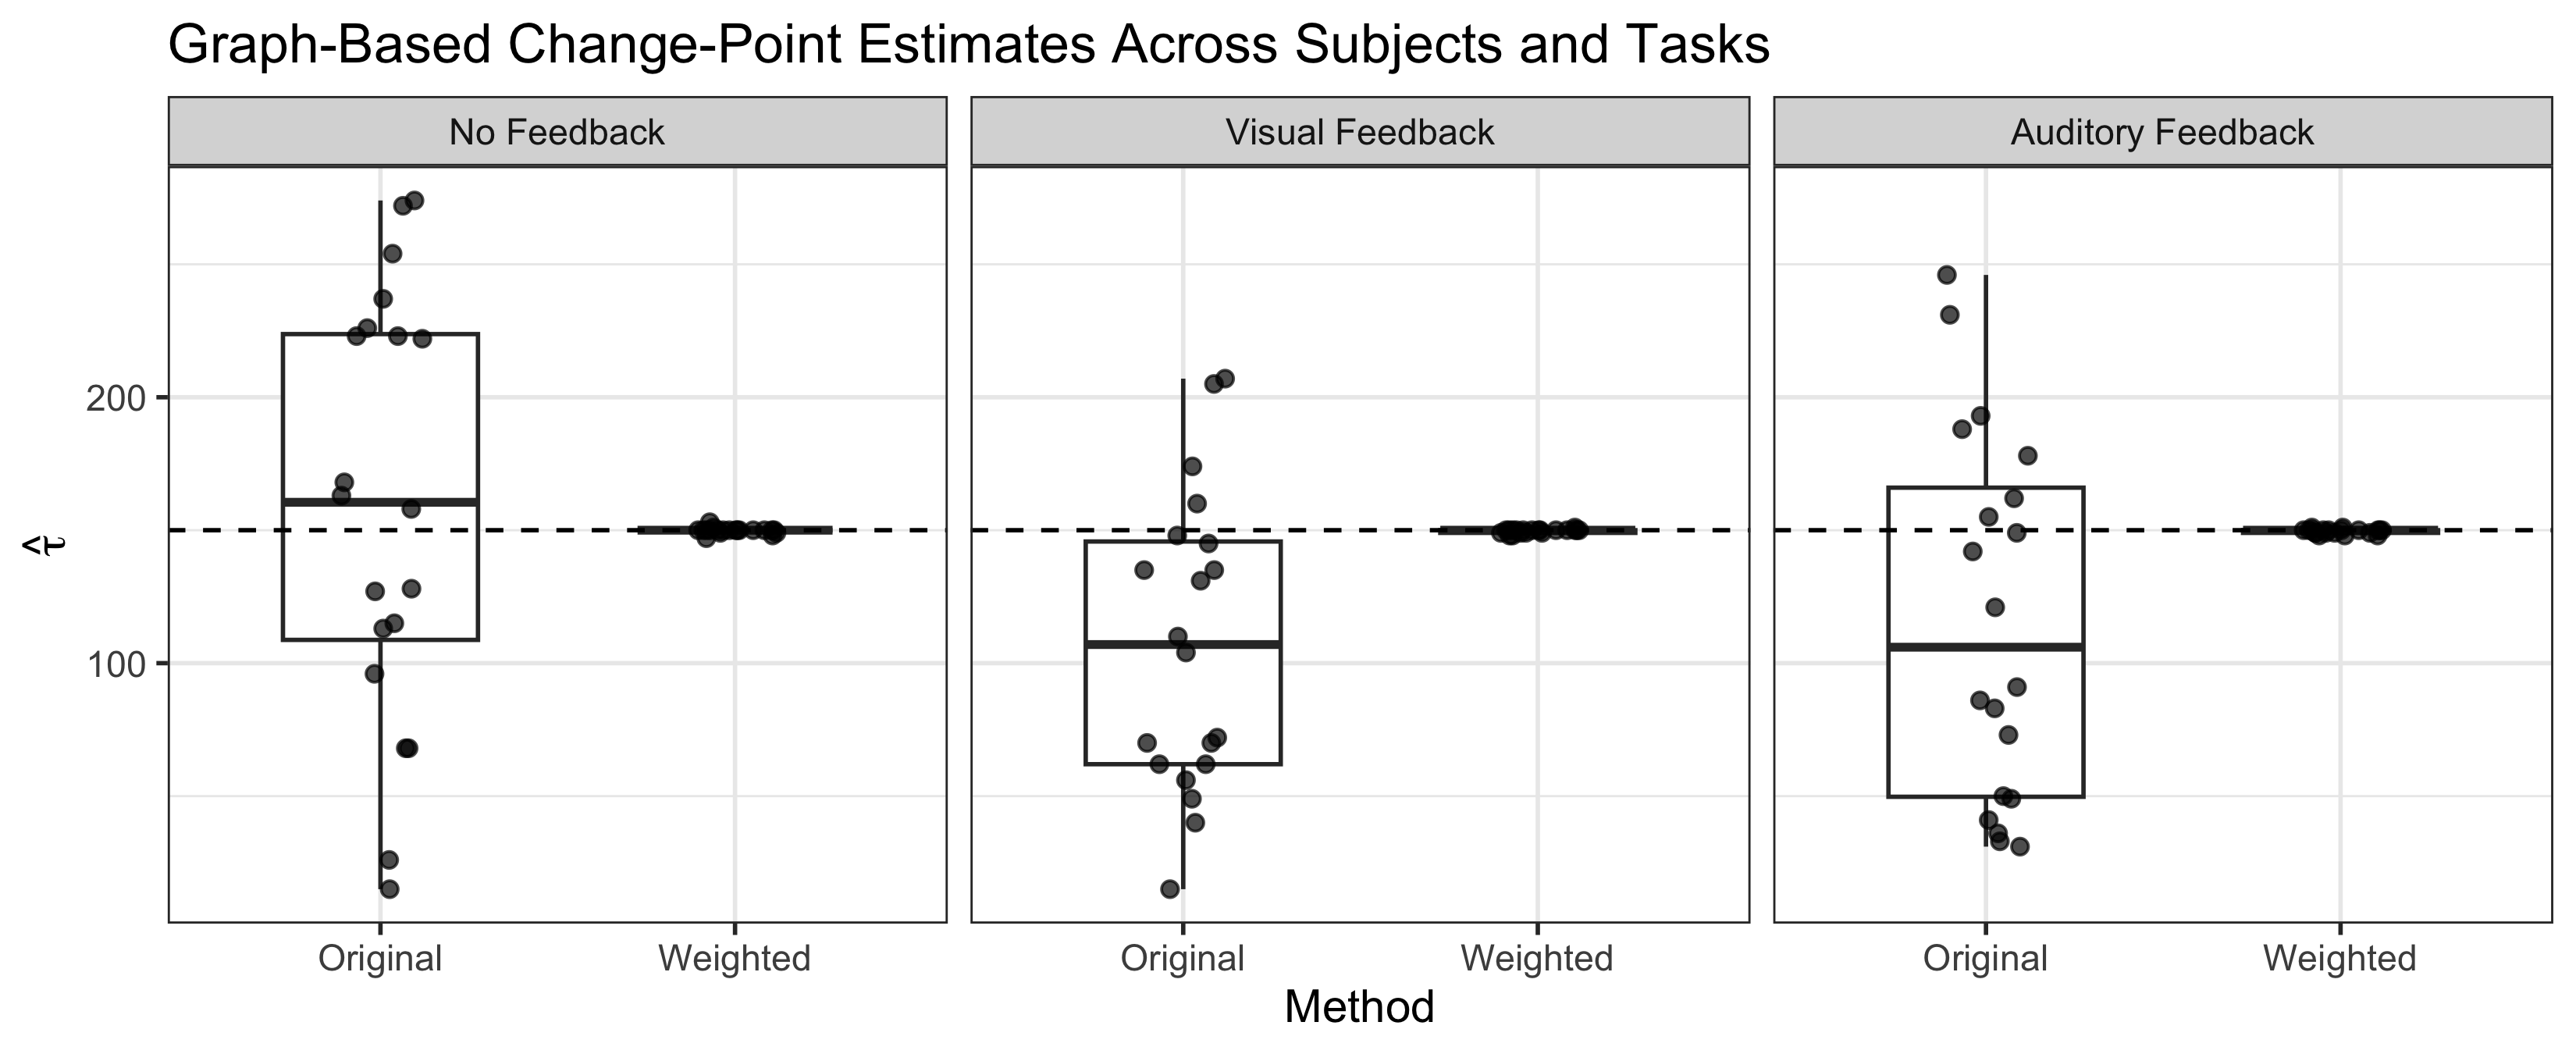 Graph-Based Change-Point Estimates Across Subjects and Tasks
No Feedback Visual Feedback Auditory Feedback
200
100
τ̂
Original Weighted Original Weighted Original Weighted
Method